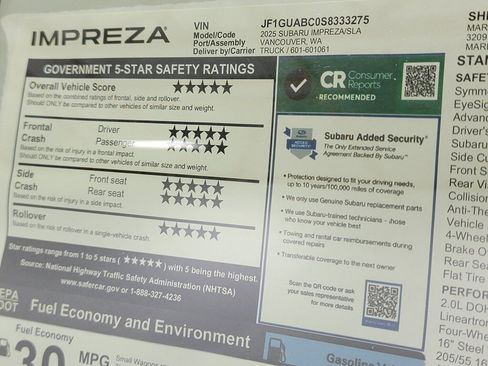 IMPREZA
VIN JF1GUABC0S8333275
Model/Code 2025 SUBARU IMPREZA/SLA
Port/Assembly VANCOUVER, WA
Deliver by/Carrier TRUCK / 601-601061
GOVERNMENT 5-STAR SAFETY RATINGS
Overall Vehicle Score ★★★★★
Based on the combined ratings of frontal, side and rollover.
Should ONLY be compared to other vehicles of similar size and weight.
Frontal Driver ★★★★★
Crash Passenger ★★★★★
Based on the risk of injury in a frontal impact.
Should ONLY be compared to other vehicles of similar size and weight.
Side Front seat ★★★★★
Crash Rear seat ★★★★★
Based on the risk of injury in a side impact.
Rollover ★★★★★
Based on the risk of rollover in a single-vehicle crash.
Star ratings range from 1 to 5 stars (★★★★★) with 5 being the highest.
Source: National Highway Traffic Safety Administration (NHTSA)
www.safercar.gov or 1-888-327-4236
EPA
DOT
Fuel Economy and Environment
Fuel Economy
30 MPG
CR Consumer
Reports
RECOMMENDED
Subaru Added Security®
The Only Extended Service
Agreement Backed By Subaru™
• Protection designed to fit your driving needs,
up to 10 years/100,000 miles of coverage
• We only use Genuine Subaru replacement parts
• We use Subaru-trained technicians - those
who know your vehicle best
• Towing and rental car reimbursements during
covered repairs
• Transferable coverage to the next owner
Scan the QR code or ask
your sales representative
for more details
Gasoline
SHI
MAR
3209
MAR
STAN
SAFET
Symm
EyeSig
Advanc
Driver's
Subaru
Side Cu
Front Se
Rear Vis
Collision
Anti-The
Vehicle
4-Wheel
Brake O
Rear Sea
Flat Tire
PERFOR
2.0L DOH
Lineartron
Four-Whe
16" Steel
205/55 16